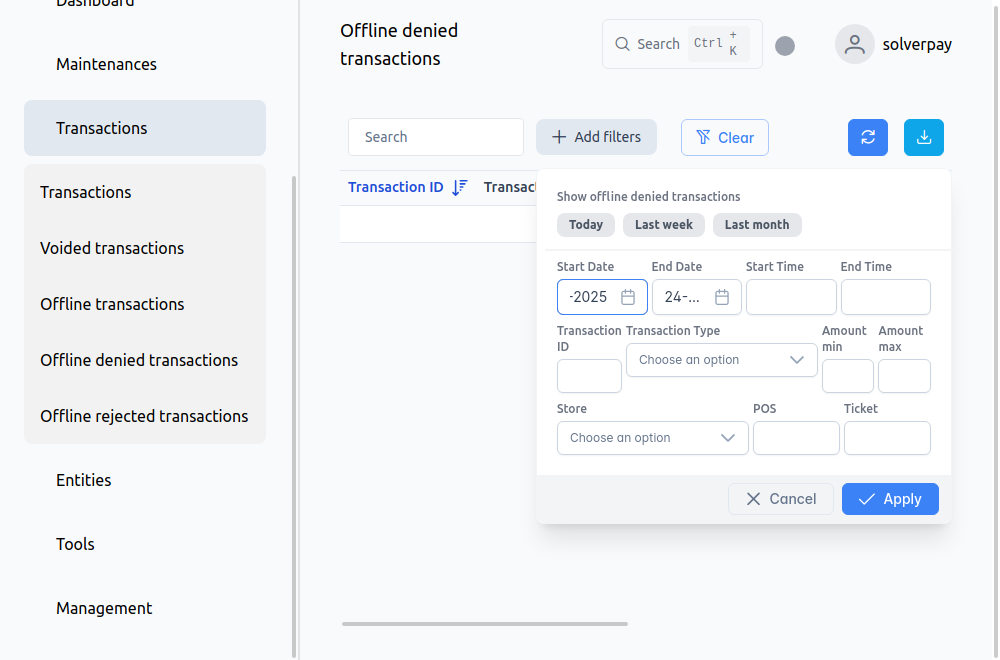 Dashboard
Maintenances
Transactions
Transactions
Voided transactions
Offline transactions
Offline denied transactions
Offline rejected transactions
Entities
Tools
Management
Offline denied
transactions
Search Ctrl + K
solverpay
Search
Add filters
Clear
Transaction ID Transac
Show offline denied transactions
Today Last week Last month
Start Date End Date Start Time End Time
-2025 24-...
Transaction ID Transaction Type Amount min Amount max
Choose an option
Store POS Ticket
Choose an option
Cancel Apply